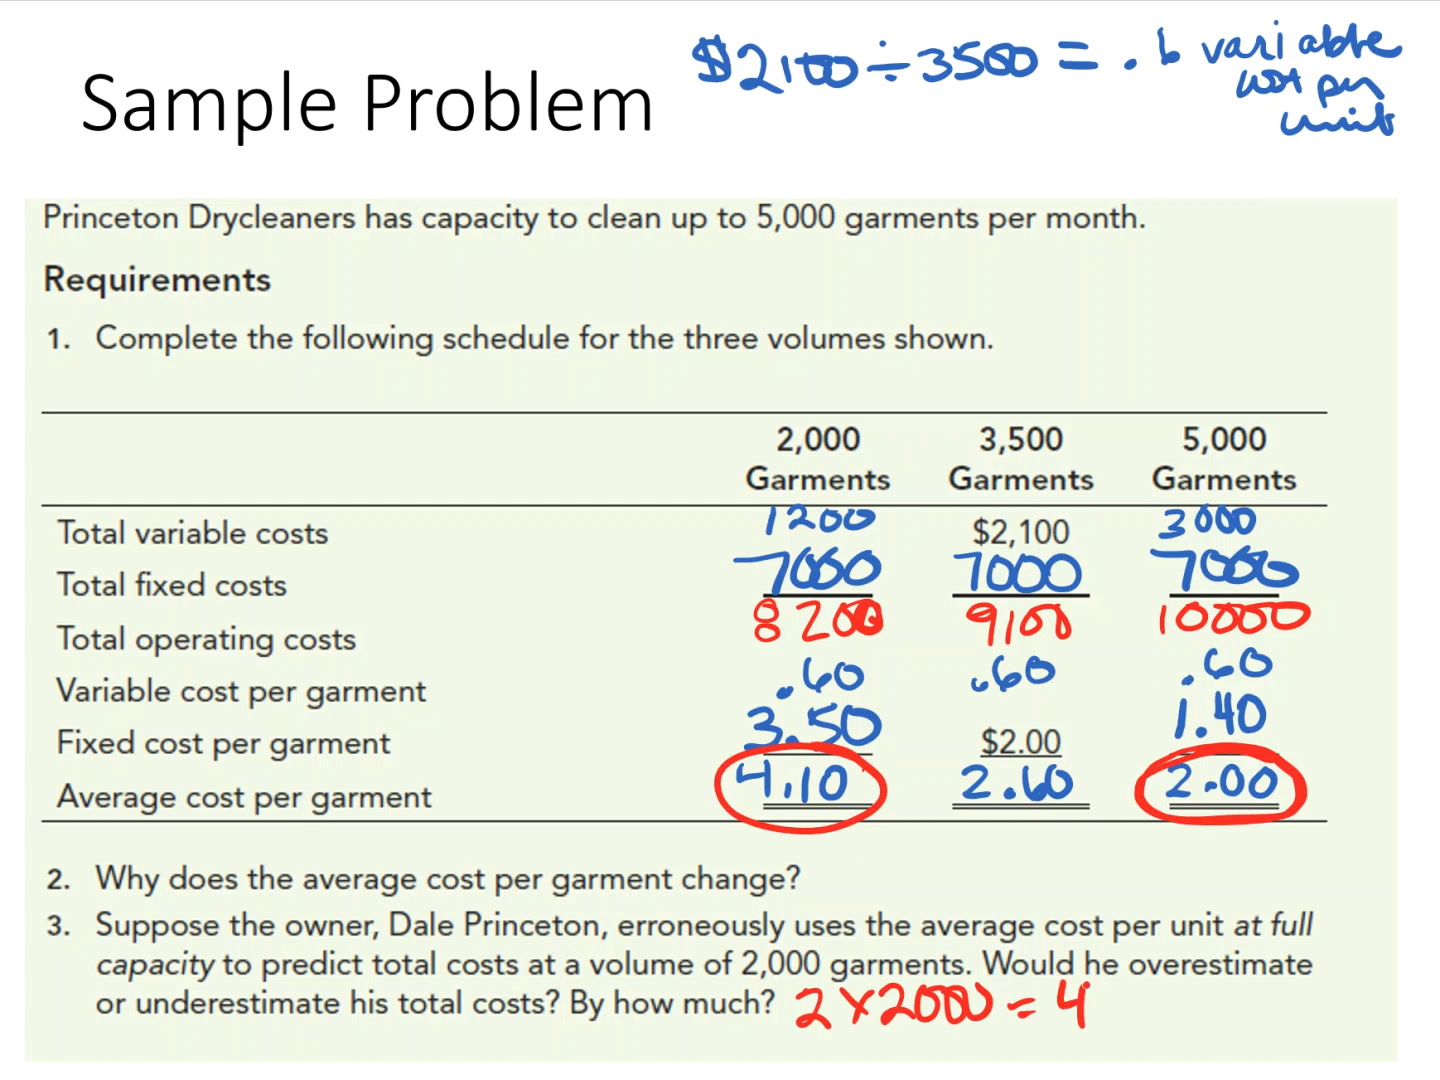 $2100 ÷ 3500 = .6 variable
cost per
unit
Sample Problem
Princeton Drycleaners has capacity to clean up to 5,000 garments per month.
Requirements
1. Complete the following schedule for the three volumes shown.
2,000 3,500 5,000
Garments Garments Garments
Total variable costs 1200 $2,100 3000
Total fixed costs 7000 7000 7000
Total operating costs 8200 9100 10000
Variable cost per garment .60 .60 .60
Fixed cost per garment 3.50 $2.00 1.40
Average cost per garment 4.10 2.60 2.00
2. Why does the average cost per garment change?
3. Suppose the owner, Dale Princeton, erroneously uses the average cost per unit at full
capacity to predict total costs at a volume of 2,000 garments. Would he overestimate
or underestimate his total costs? By how much? 2 x 2000 = 4